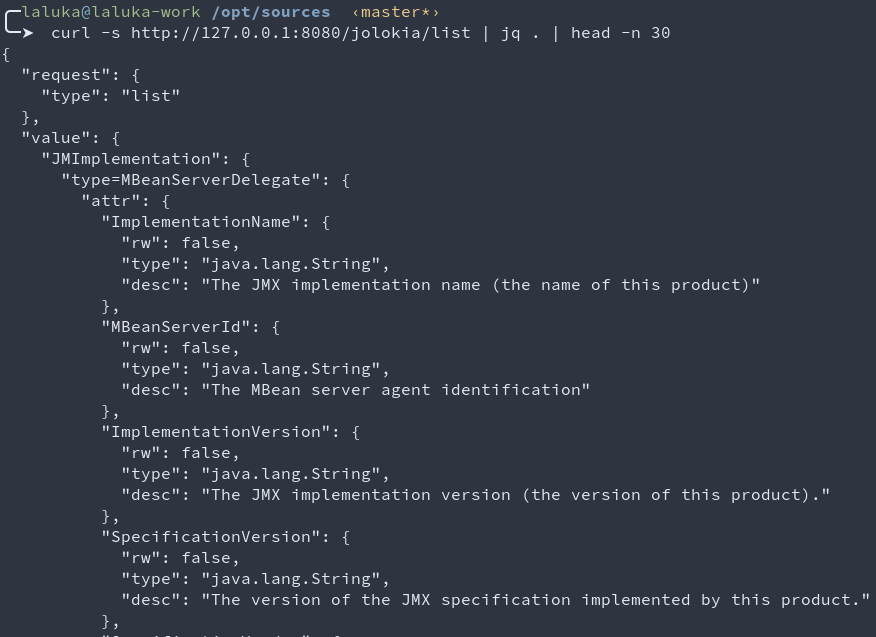 laluka@laluka-work /opt/sources ‹master*›
➤ curl -s http://127.0.0.1:8080/jolokia/list | jq . | head -n 30
{
  "request": {
    "type": "list"
  },
  "value": {
    "JMImplementation": {
      "type=MBeanServerDelegate": {
        "attr": {
          "ImplementationName": {
            "rw": false,
            "type": "java.lang.String",
            "desc": "The JMX implementation name (the name of this product)"
          },
          "MBeanServerId": {
            "rw": false,
            "type": "java.lang.String",
            "desc": "The MBean server agent identification"
          },
          "ImplementationVersion": {
            "rw": false,
            "type": "java.lang.String",
            "desc": "The JMX implementation version (the version of this product)."
          },
          "SpecificationVersion": {
            "rw": false,
            "type": "java.lang.String",
            "desc": "The version of the JMX specification implemented by this product."
          },